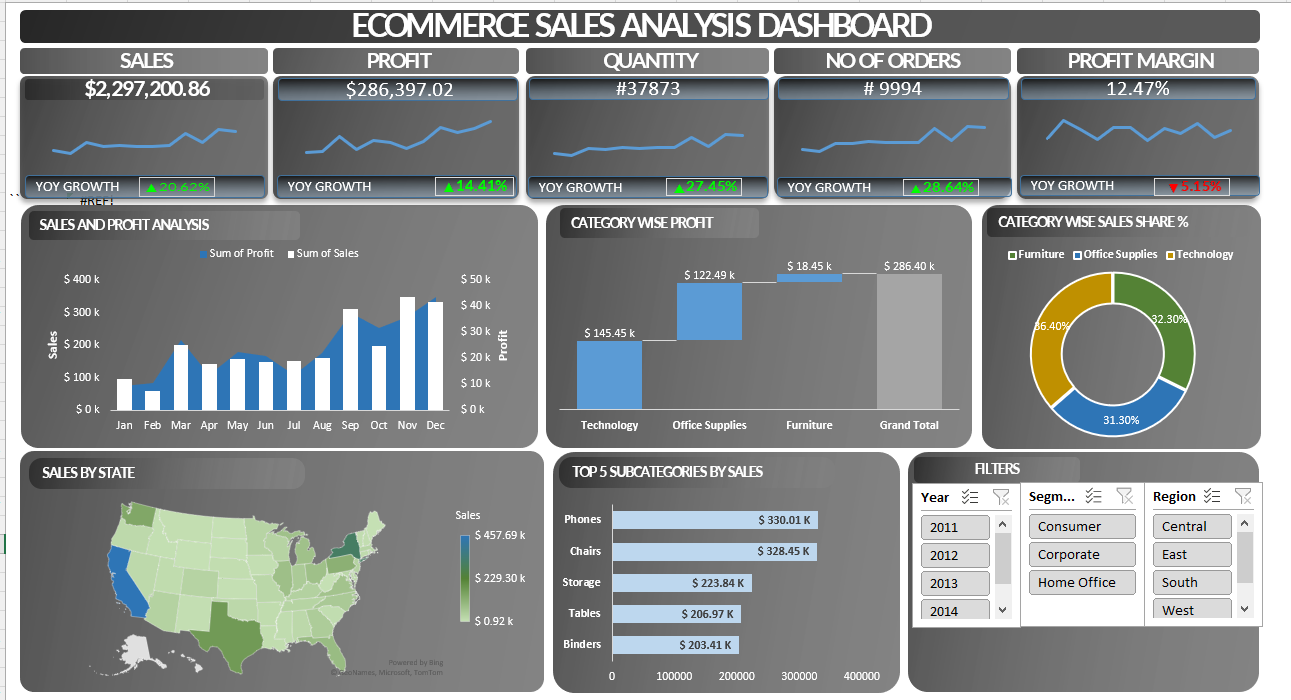 ECOMMERCE SALES ANALYSIS DASHBOARD
SALES
PROFIT
QUANTITY
NO OF ORDERS
PROFIT MARGIN
$2,297,200.86
$286,397.02
#37873
# 9994
12.47%
YOY GROWTH ▲20.62%
YOY GROWTH ▲14.41%
YOY GROWTH ▲27.45%
YOY GROWTH ▲28.64%
YOY GROWTH ▼5.15%
#REF!
SALES AND PROFIT ANALYSIS
Sum of Profit Sum of Sales
$ 400 k
$ 300 k
$ 200 k
$ 100 k
$ 0 k
Sales
$ 50 k
$ 40 k
$ 30 k
$ 20 k
$ 10 k
$ 0 k
Profit
Jan Feb Mar Apr May Jun Jul Aug Sep Oct Nov Dec
CATEGORY WISE PROFIT
$ 145.45 k
$ 122.49 k
$ 18.45 k
$ 286.40 k
Technology Office Supplies Furniture Grand Total
CATEGORY WISE SALES SHARE %
Furniture Office Supplies Technology
36.40%
32.30%
31.30%
SALES BY STATE
Sales
$ 457.69 k
$ 229.30 k
$ 0.92 k
Powered by Bing
© GeoNames, Microsoft, TomTom
TOP 5 SUBCATEGORIES BY SALES
Phones $ 330.01 K
Chairs $ 328.45 K
Storage $ 223.84 K
Tables $ 206.97 K
Binders $ 203.41 K
0 100000 200000 300000 400000
FILTERS
Year
2011
2012
2013
2014
Segm...
Consumer
Corporate
Home Office
Region
Central
East
South
West